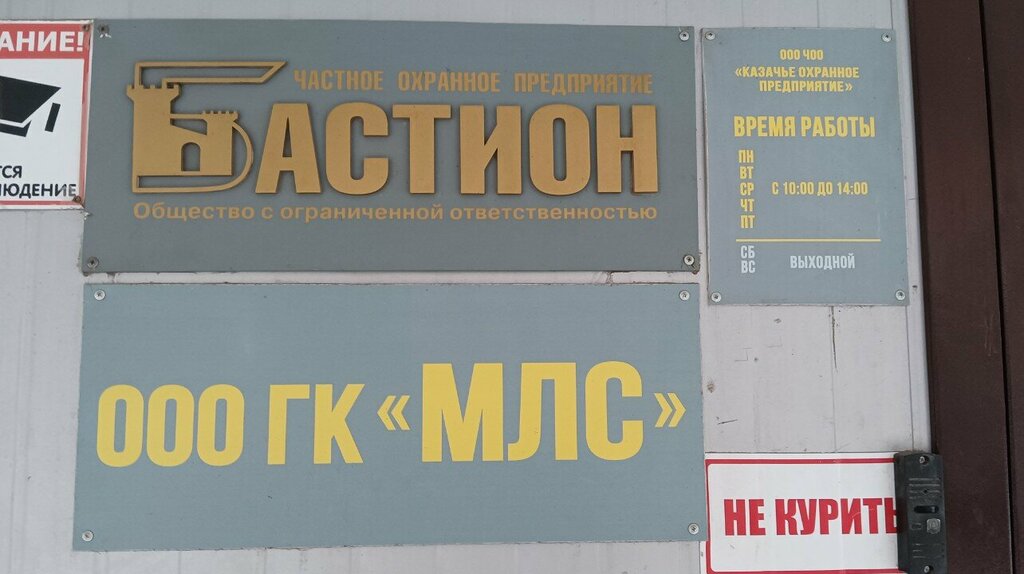 АНИЕ!
ТСЯ
ЛЮДЕНИЕ
ЧАСТНОЕ ОХРАННОЕ ПРЕДПРИЯТИЕ
БАСТИОН
Общество с ограниченной ответственностью
ООО ЧОО
«КАЗАЧЬЕ ОХРАННОЕ
ПРЕДПРИЯТИЕ»
ВРЕМЯ РАБОТЫ
ПН
ВТ
СР С 10:00 ДО 14:00
ЧТ
ПТ
СБ
ВС ВЫХОДНОЙ
ООО ГК «МЛС»
НЕ КУРИТЬ